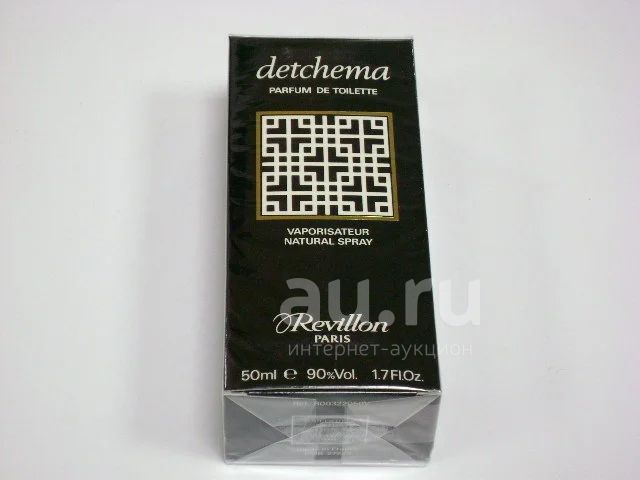 detchema
PARFUM DE TOILETTE
VAPORISATEUR
NATURAL SPRAY
au.ru
Revillon
интернет-аукцион
PARIS
50ml e 90%Vol. 1.7Fl.Oz.